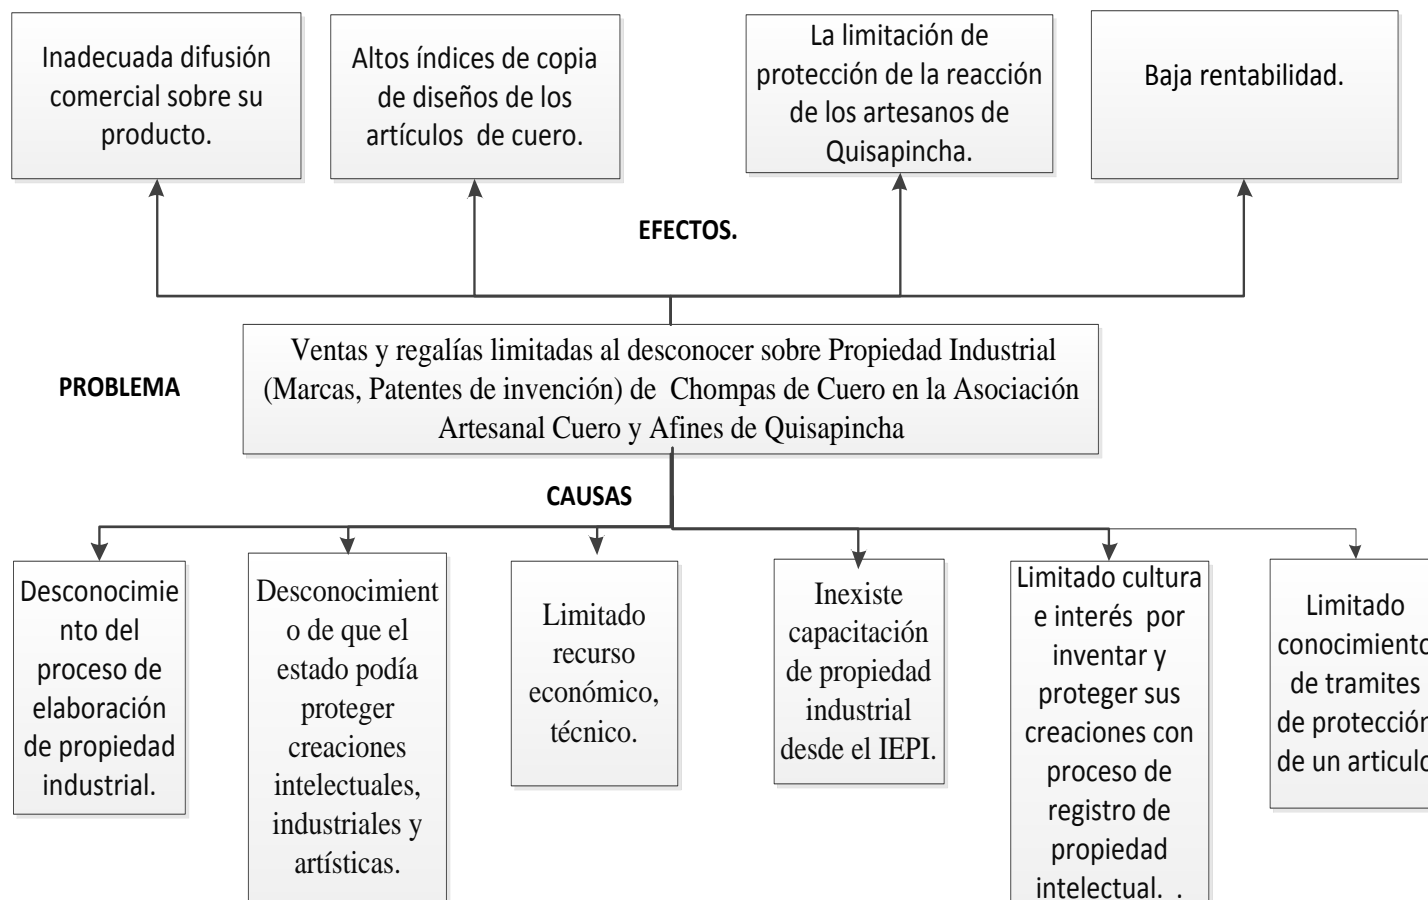 Inadecuada difusión
comercial sobre su
producto.
Altos índices de copia
de diseños de los
artículos de cuero.
La limitación de
protección de la reacción
de los artesanos de
Quisapincha.
Baja rentabilidad.
EFECTOS.
PROBLEMA
Ventas y regalías limitadas al desconocer sobre Propiedad Industrial
(Marcas, Patentes de invención) de Chompas de Cuero en la Asociación
Artesanal Cuero y Afines de Quisapincha
CAUSAS
Desconocimie
nto del
proceso de
elaboración
de propiedad
industrial.
Desconocimient
o de que el
estado podía
proteger
creaciones
intelectuales,
industriales y
artísticas.
Limitado
recurso
económico,
técnico.
Inexiste
capacitación
de propiedad
industrial
desde el IEPI.
Limitado cultura
e interés por
inventar y
proteger sus
creaciones con
proceso de
registro de
propiedad
intelectual. .
Limitado
conocimiento
de tramites
de protección
de un articulo